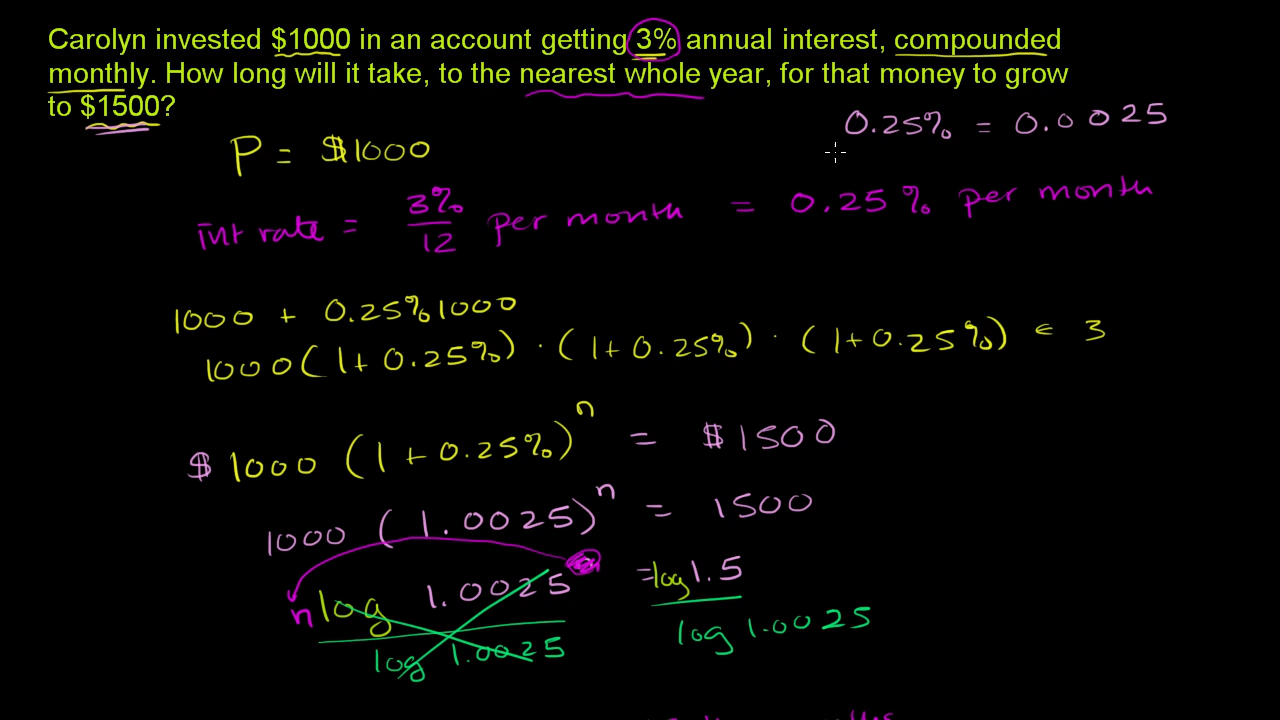 Carolyn invested $1000 in an account getting 3% annual interest, compounded
monthly. How long will it take, to the nearest whole year, for that money to grow
to $1500?
0.25% = 0.0025
P = $1000
int rate = 3%/12 per month = 0.25% per month
1000 + 0.25% 1000
1000(1+0.25%) · (1+0.25%) · (1+0.25%) ← 3
$1000 (1+0.25%)^n = $1500
1000 (1.0025)^n = 1500
n log 1.0025 = log 1.5
log 1.0025 log 1.0025